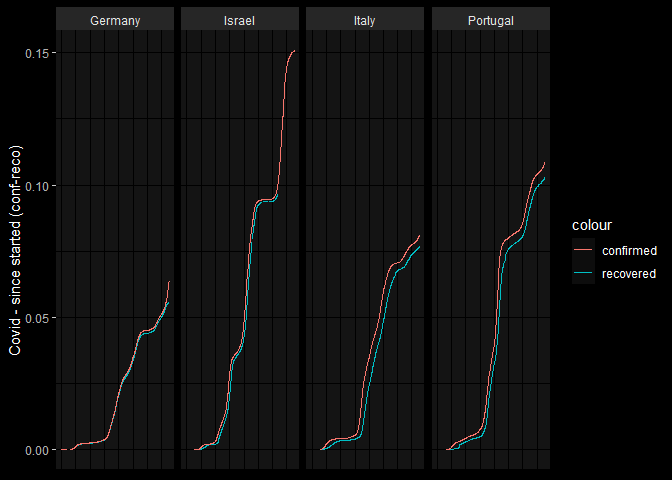 Germany Israel Italy Portugal
0.15
0.10
0.05
0.00
Covid - since started (conf-reco)
colour
confirmed
recovered